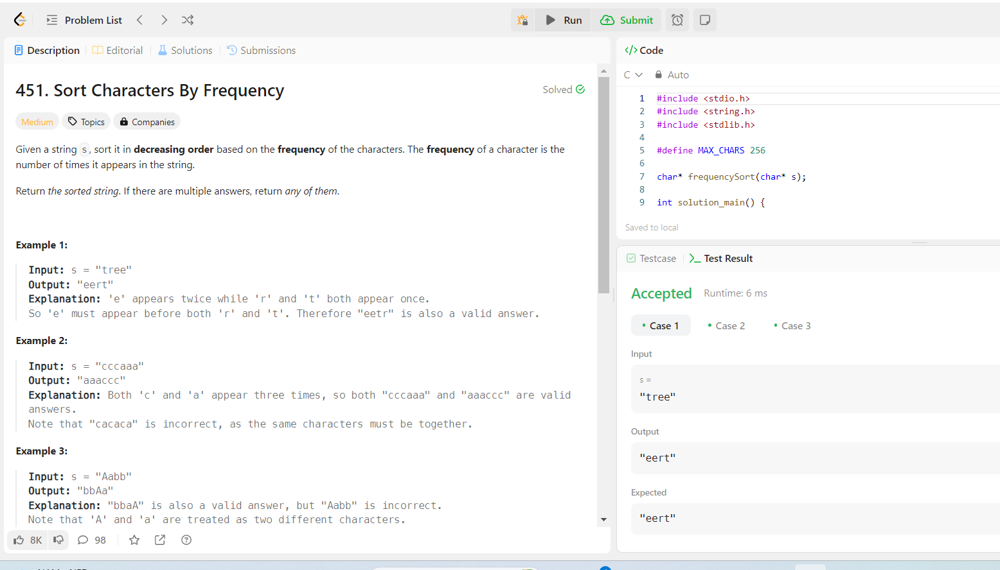 Problem List
Run
Submit
Description
Editorial
Solutions
Submissions
451. Sort Characters By Frequency
Solved
Medium
Topics
Companies
Given a string s, sort it in decreasing order based on the frequency of the characters. The frequency of a character is the
number of times it appears in the string.
Return the sorted string. If there are multiple answers, return any of them.
Example 1:
Input: s = "tree"
Output: "eert"
Explanation: 'e' appears twice while 'r' and 't' both appear once.
So 'e' must appear before both 'r' and 't'. Therefore "eetr" is also a valid answer.
Example 2:
Input: s = "cccaaa"
Output: "aaaccc"
Explanation: Both 'c' and 'a' appear three times, so both "cccaaa" and "aaaccc" are valid
answers.
Note that "cacaca" is incorrect, as the same characters must be together.
Example 3:
Input: s = "Aabb"
Output: "bbAa"
Explanation: "bbaA" is also a valid answer, but "Aabb" is incorrect.
Note that 'A' and 'a' are treated as two different characters.
8K
98
</> Code
C
Auto
1 #include <stdio.h>
2 #include <string.h>
3 #include <stdlib.h>
4
5 #define MAX_CHARS 256
6
7 char* frequencySort(char* s);
8
9 int solution_main() {
Saved to local
Testcase
Test Result
Accepted
Runtime: 6 ms
Case 1
Case 2
Case 3
Input
s =
"tree"
Output
"eert"
Expected
"eert"